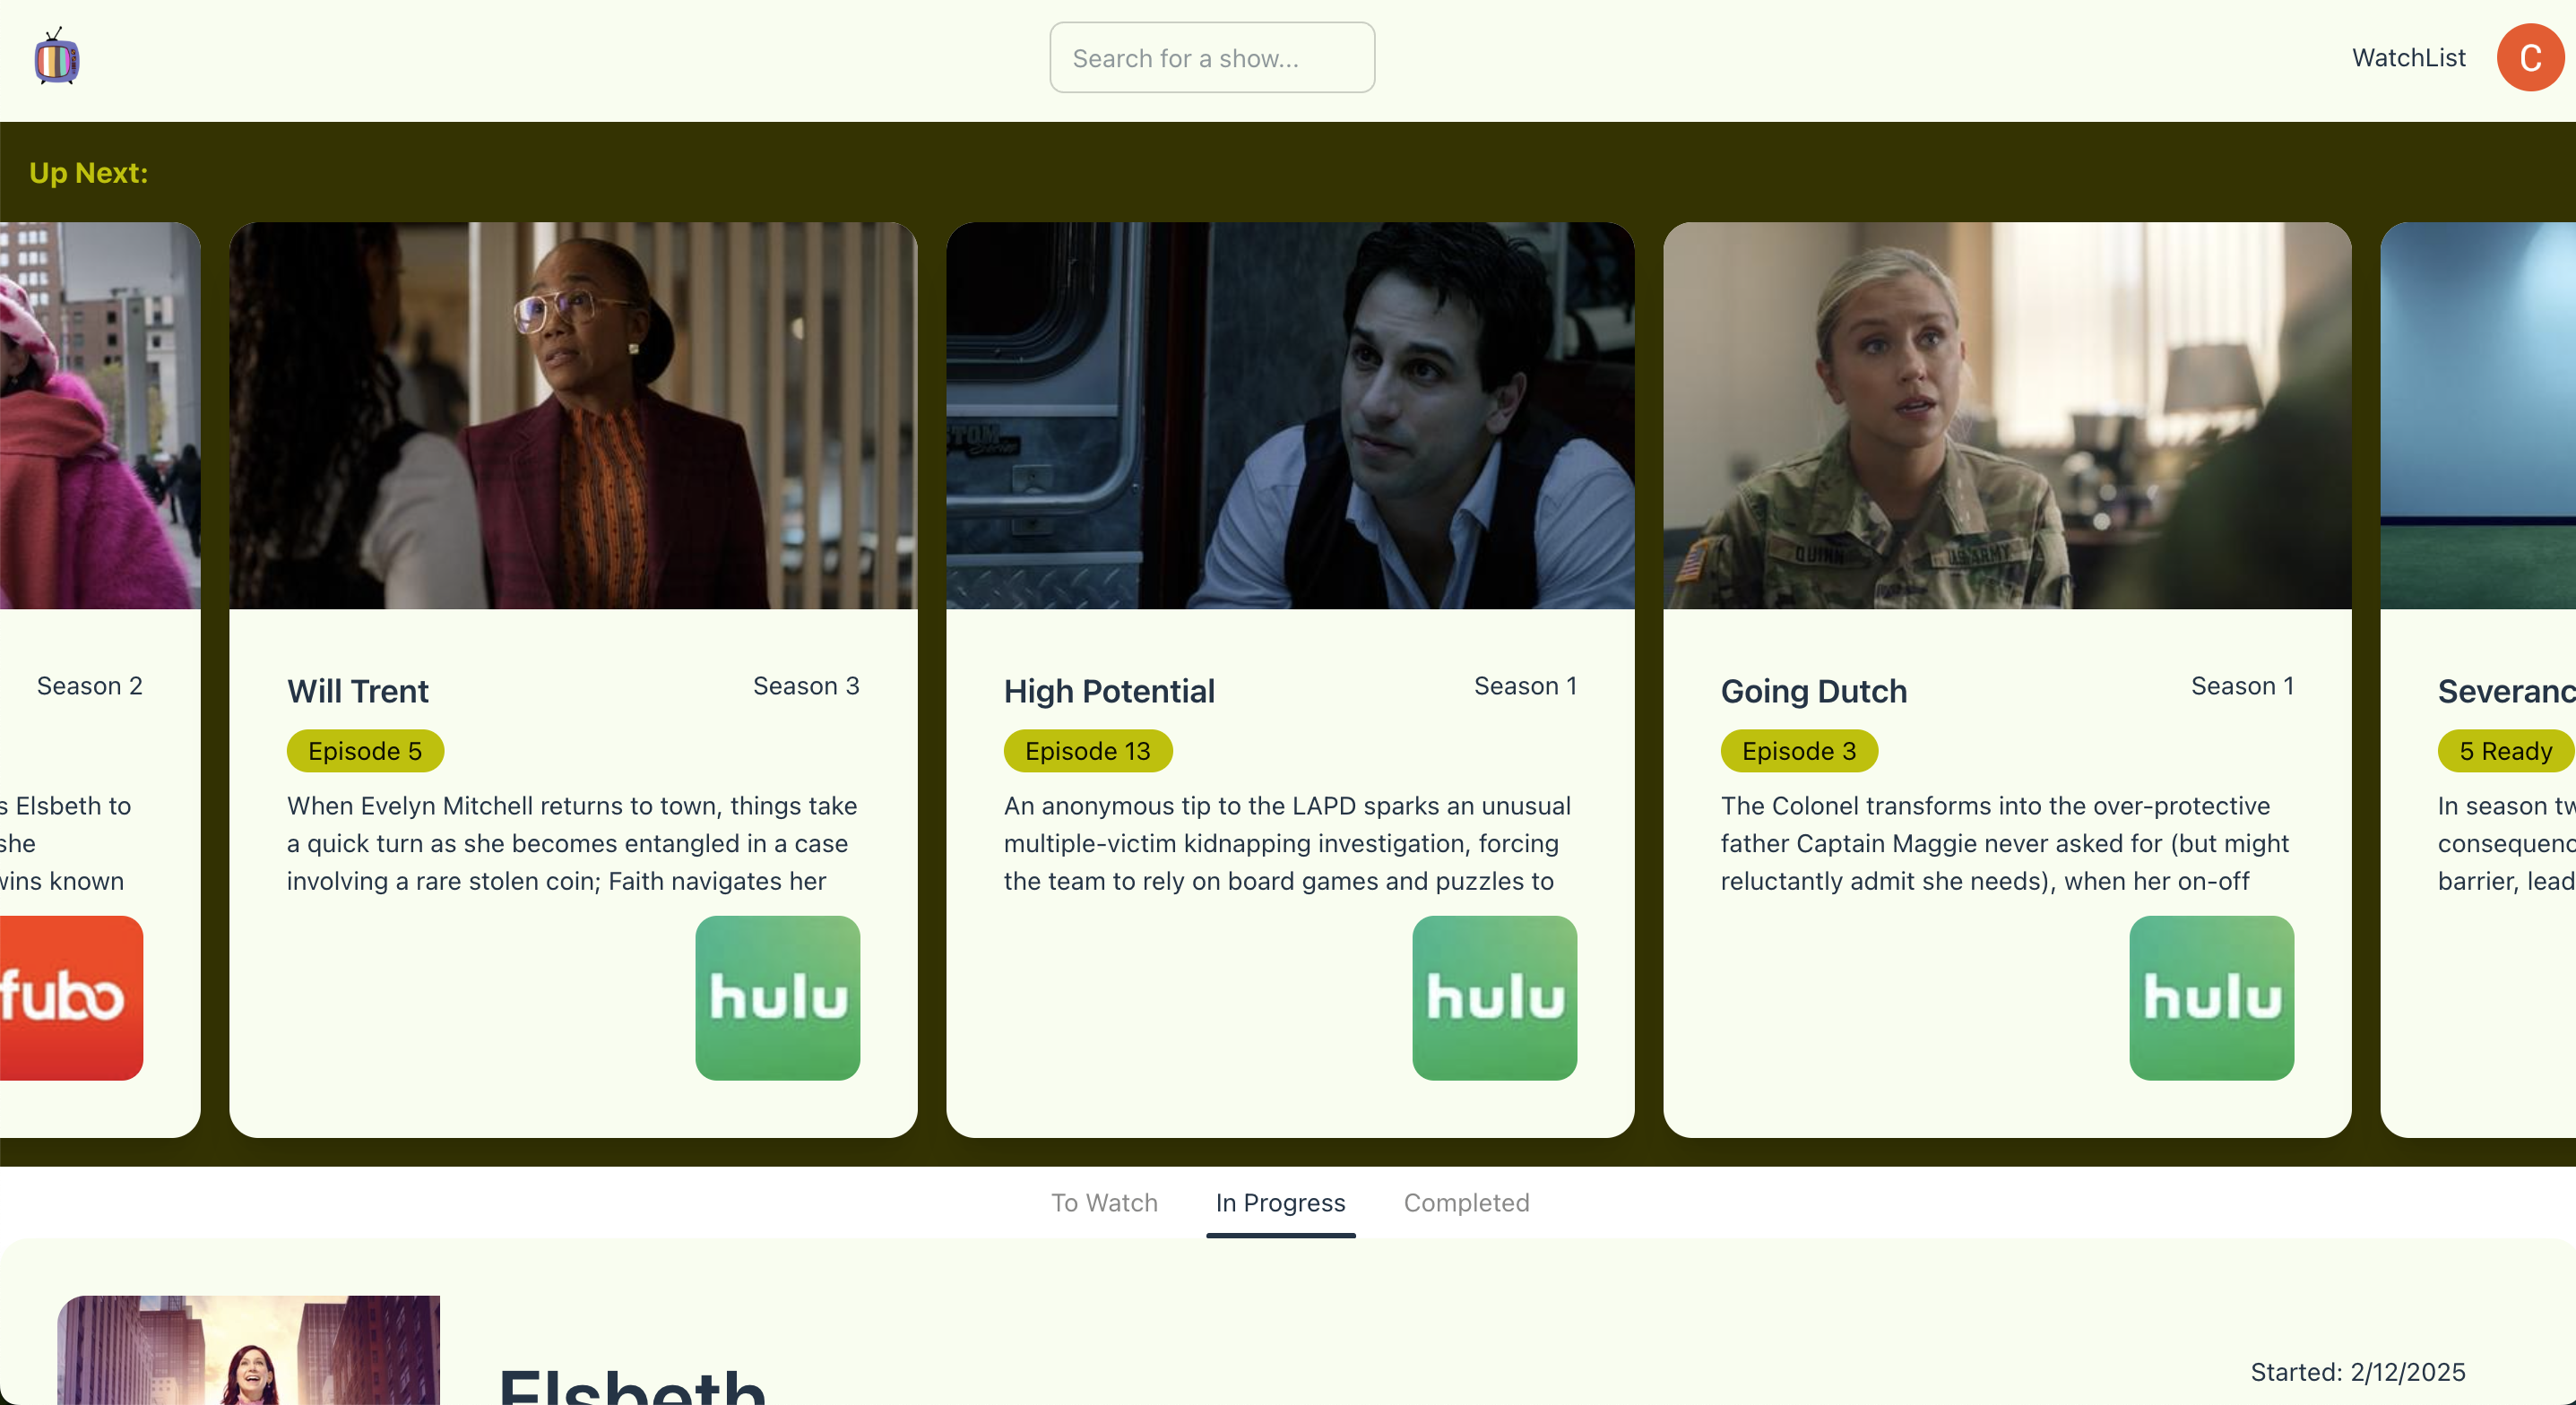 Search for a show...
WatchList
C
Up Next:
Season 2
s Elsbeth to
she
wins known
fubo
Will Trent
Season 3
Episode 5
When Evelyn Mitchell returns to town, things take
a quick turn as she becomes entangled in a case
involving a rare stolen coin; Faith navigates her
hulu
TOM
High Potential
Season 1
Episode 13
An anonymous tip to the LAPD sparks an unusual
multiple-victim kidnapping investigation, forcing
the team to rely on board games and puzzles to
hulu
QUINN
U.S. ARMY
Going Dutch
Season 1
Episode 3
The Colonel transforms into the over-protective
father Captain Maggie never asked for (but might
reluctantly admit she needs), when her on-off
hulu
Severanc
5 Ready
In season tw
consequenc
barrier, lead
To Watch
In Progress
Completed
Elsbeth
Started: 2/12/2025